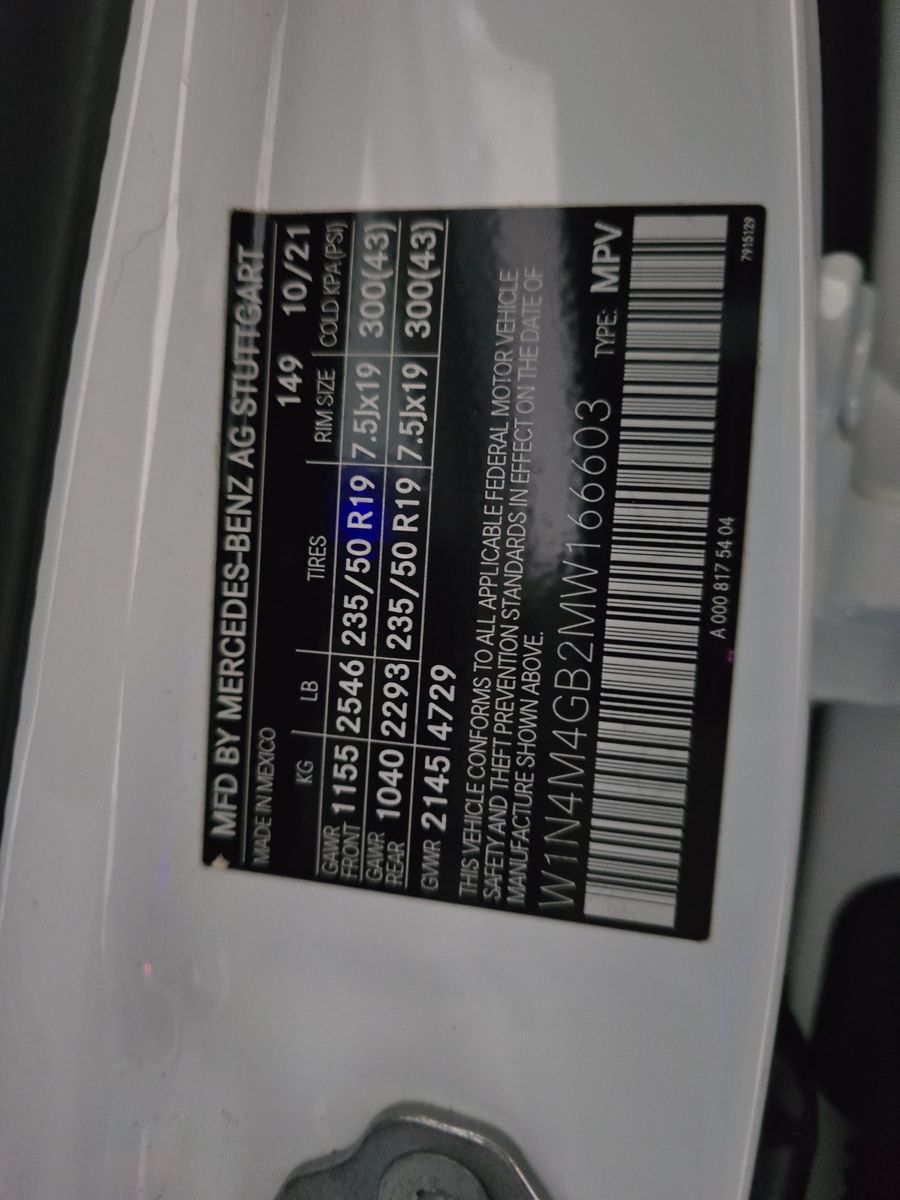 MFD BY MERCEDES-BENZ AG STUTTGART
MADE IN MEXICO 149 10/21
KG LB TIRES RIM SIZE COLD KPA(PSI)
GAWR
FRONT 1155 2546 235/50 R19 7.5Jx19 300(43)
GAWR
REAR 1040 2293 235/50 R19 7.5Jx19 300(43)
GVWR 2145 4729
THIS VEHICLE CONFORMS TO ALL APPLICABLE FEDERAL MOTOR VEHICLE
SAFETY AND THEFT PREVENTION STANDARDS IN EFFECT ON THE DATE OF
MANUFACTURE SHOWN ABOVE.
W1N4M4GB2MW166603 TYPE: MPV
A 000 817 54 04
7915129